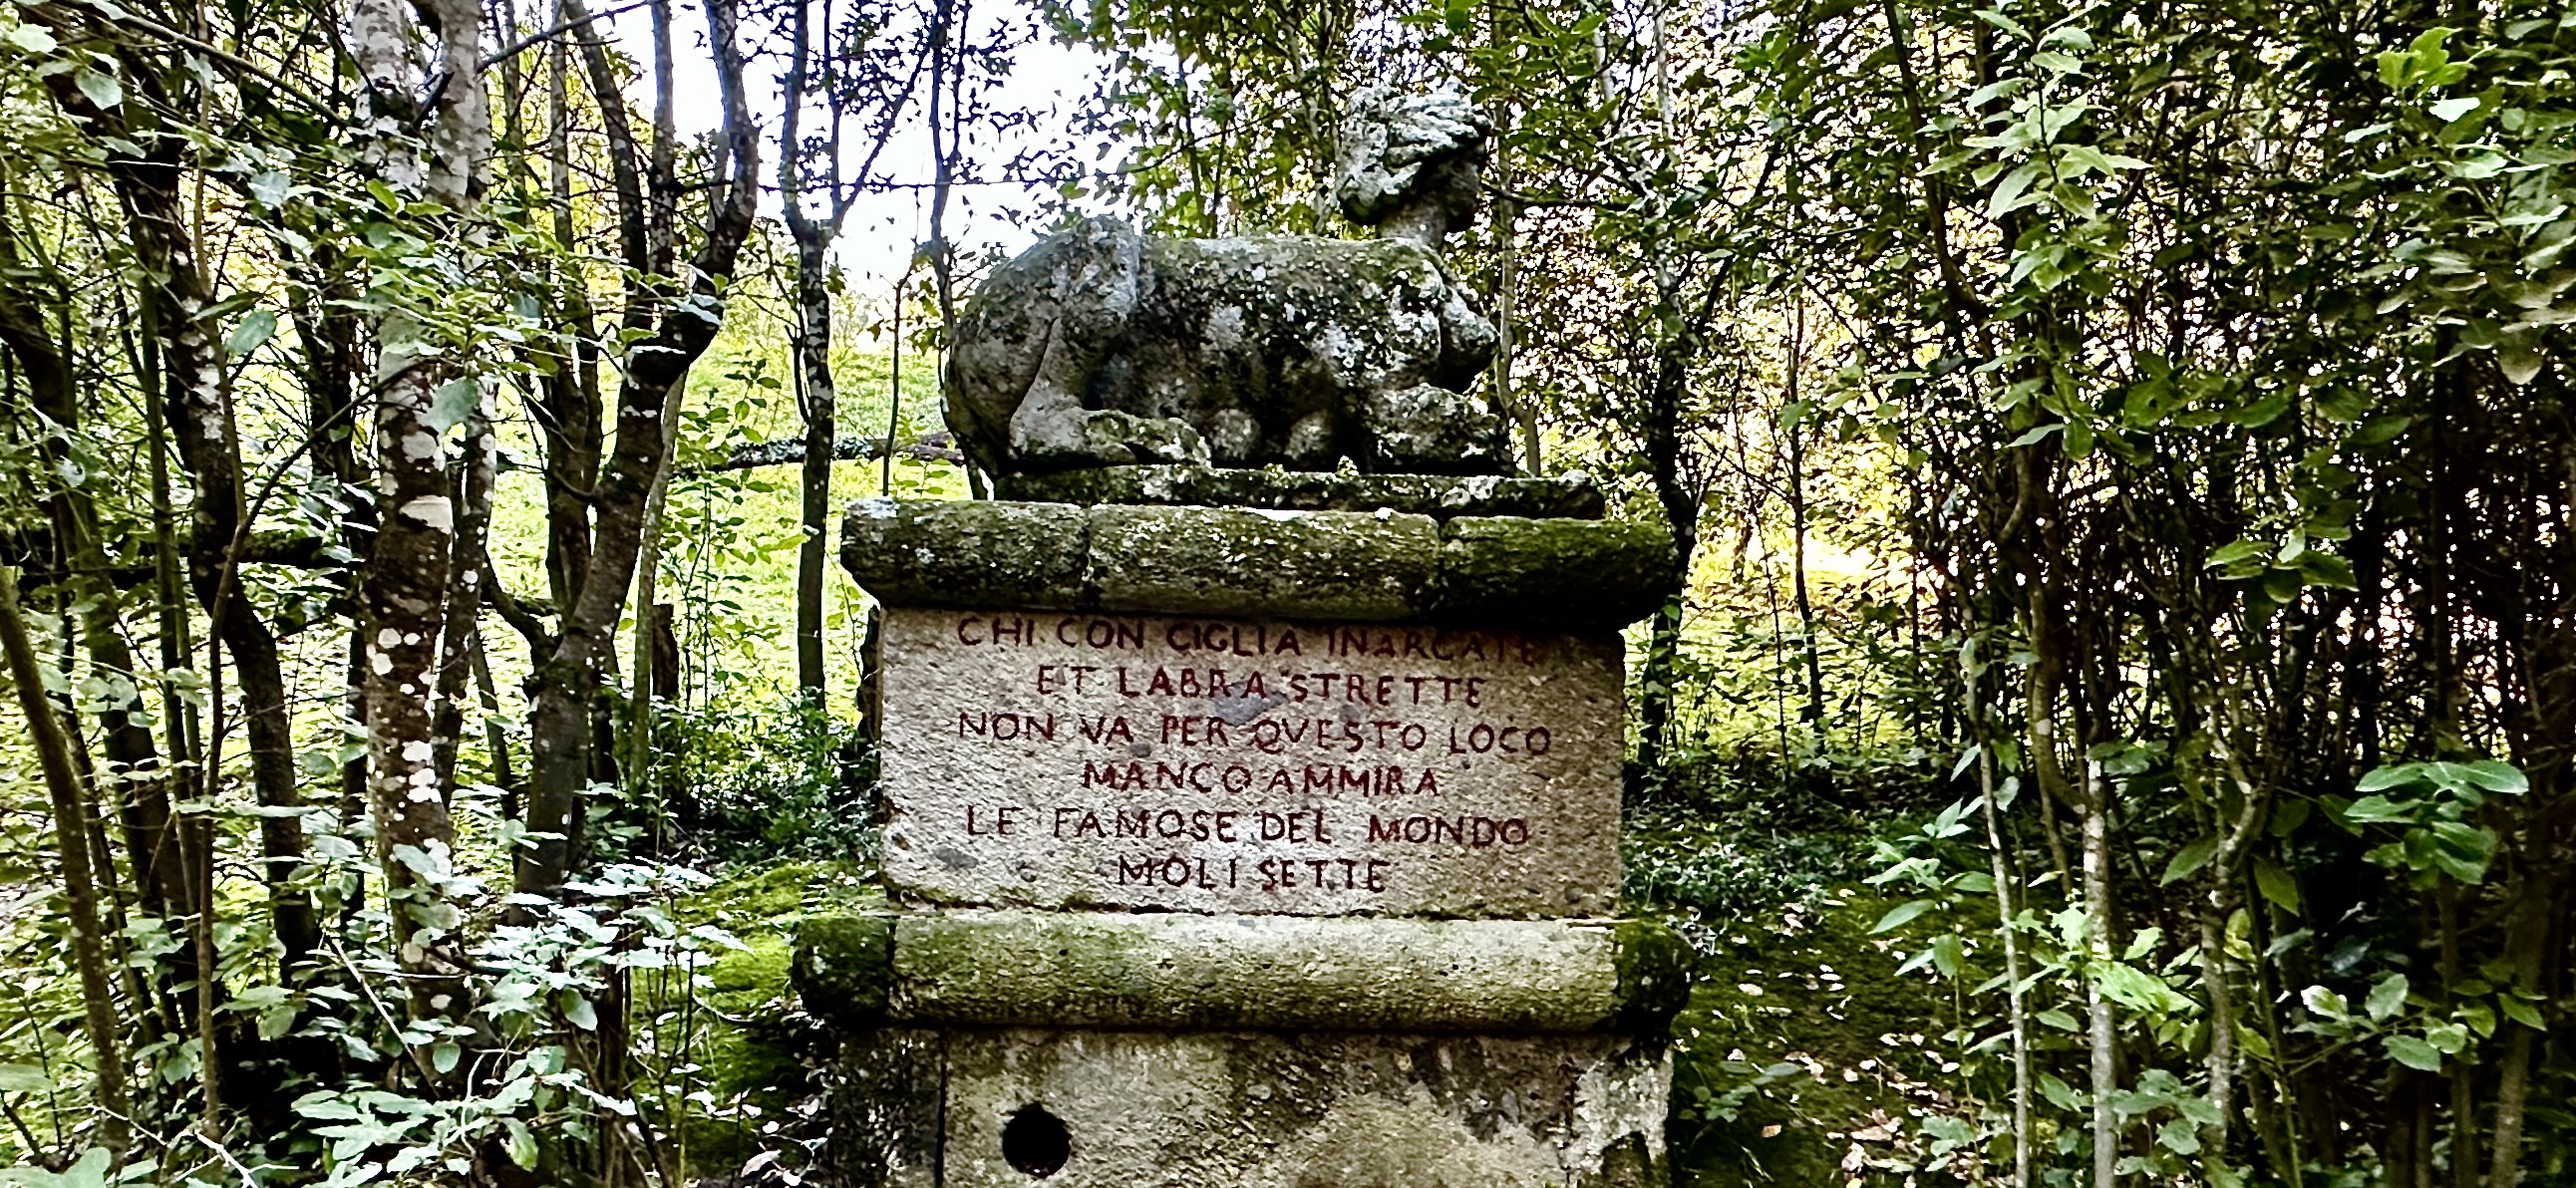 CHI CON CIGLIA INARCATE
ET LABRA STRETTE
NON VA PER QVESTO LOCO
MANCO AMMIRA
LE FAMOSE DEL MONDO
MOLI SETTE